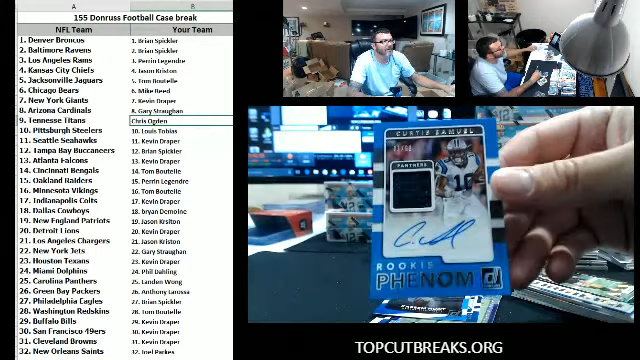 A B
155 Donruss Football Case break
NFL Team Your Team
1. Denver Broncos 1. Brian Spickler
2. Baltimore Ravens 2. Brian Spickler
3. Los Angeles Rams 3. Perrin Legendre
4. Kansas City Chiefs 4. Jason Kriston
5. Jacksonville Jaguars 5. Tom Boutelle
6. Chicago Bears 6. Mike Reed
7. New York Giants 7. Kevin Draper
8. Arizona Cardinals 8. Gary Straughan
9. Tennesse Titans Chris Ogden
10. Pittsburgh Steelers 10. Louis Tobias
11. Seattle Seahawks 11. Kevin Draper
12. Tampa Bay Buccaneers 12. Brian Spickler
13. Atlanta Falcons 13. Kevin Draper
14. Cincinnati Bengals 14. Tom Boutelle
15. Oakland Raiders 15. Perrin Legendre
16. Minnesota Vikings 16. Tom Boutelle
17. Indianapolis Colts 17. Kevin Draper
18. Dallas Cowboys 18. bryan Demoine
19. New England Patriots 19. Jason Kriston
20. Detroit Lions 20. Kevin Draper
21. Los Angeles Chargers 21. Jason Kriston
22. New York Jets 22. Gary Straughan
23. Houston Texans 23. Kevin Draper
24. Miami Dolphins 24. Phil Dahling
25. Carolina Panthers 25. Landen Wong
26. Green Bay Packers 26. Anthony Larossa
27. Philadelphia Eagles 27. Brian Spickler
28. Washington Redskins 28. Tom Boutelle
29. Buffalo Bills 29. Kevin Draper
30. San Francisco 49ers 30. Kevin Draper
31. Cleveland Browns 31. Kevin Draper
32. New Orleans Saints 32. Joel Parkes
CURTIS SAMUEL
PANTHERS
ROOKIE
PHENOM
TOPCUTBREAKS.ORG